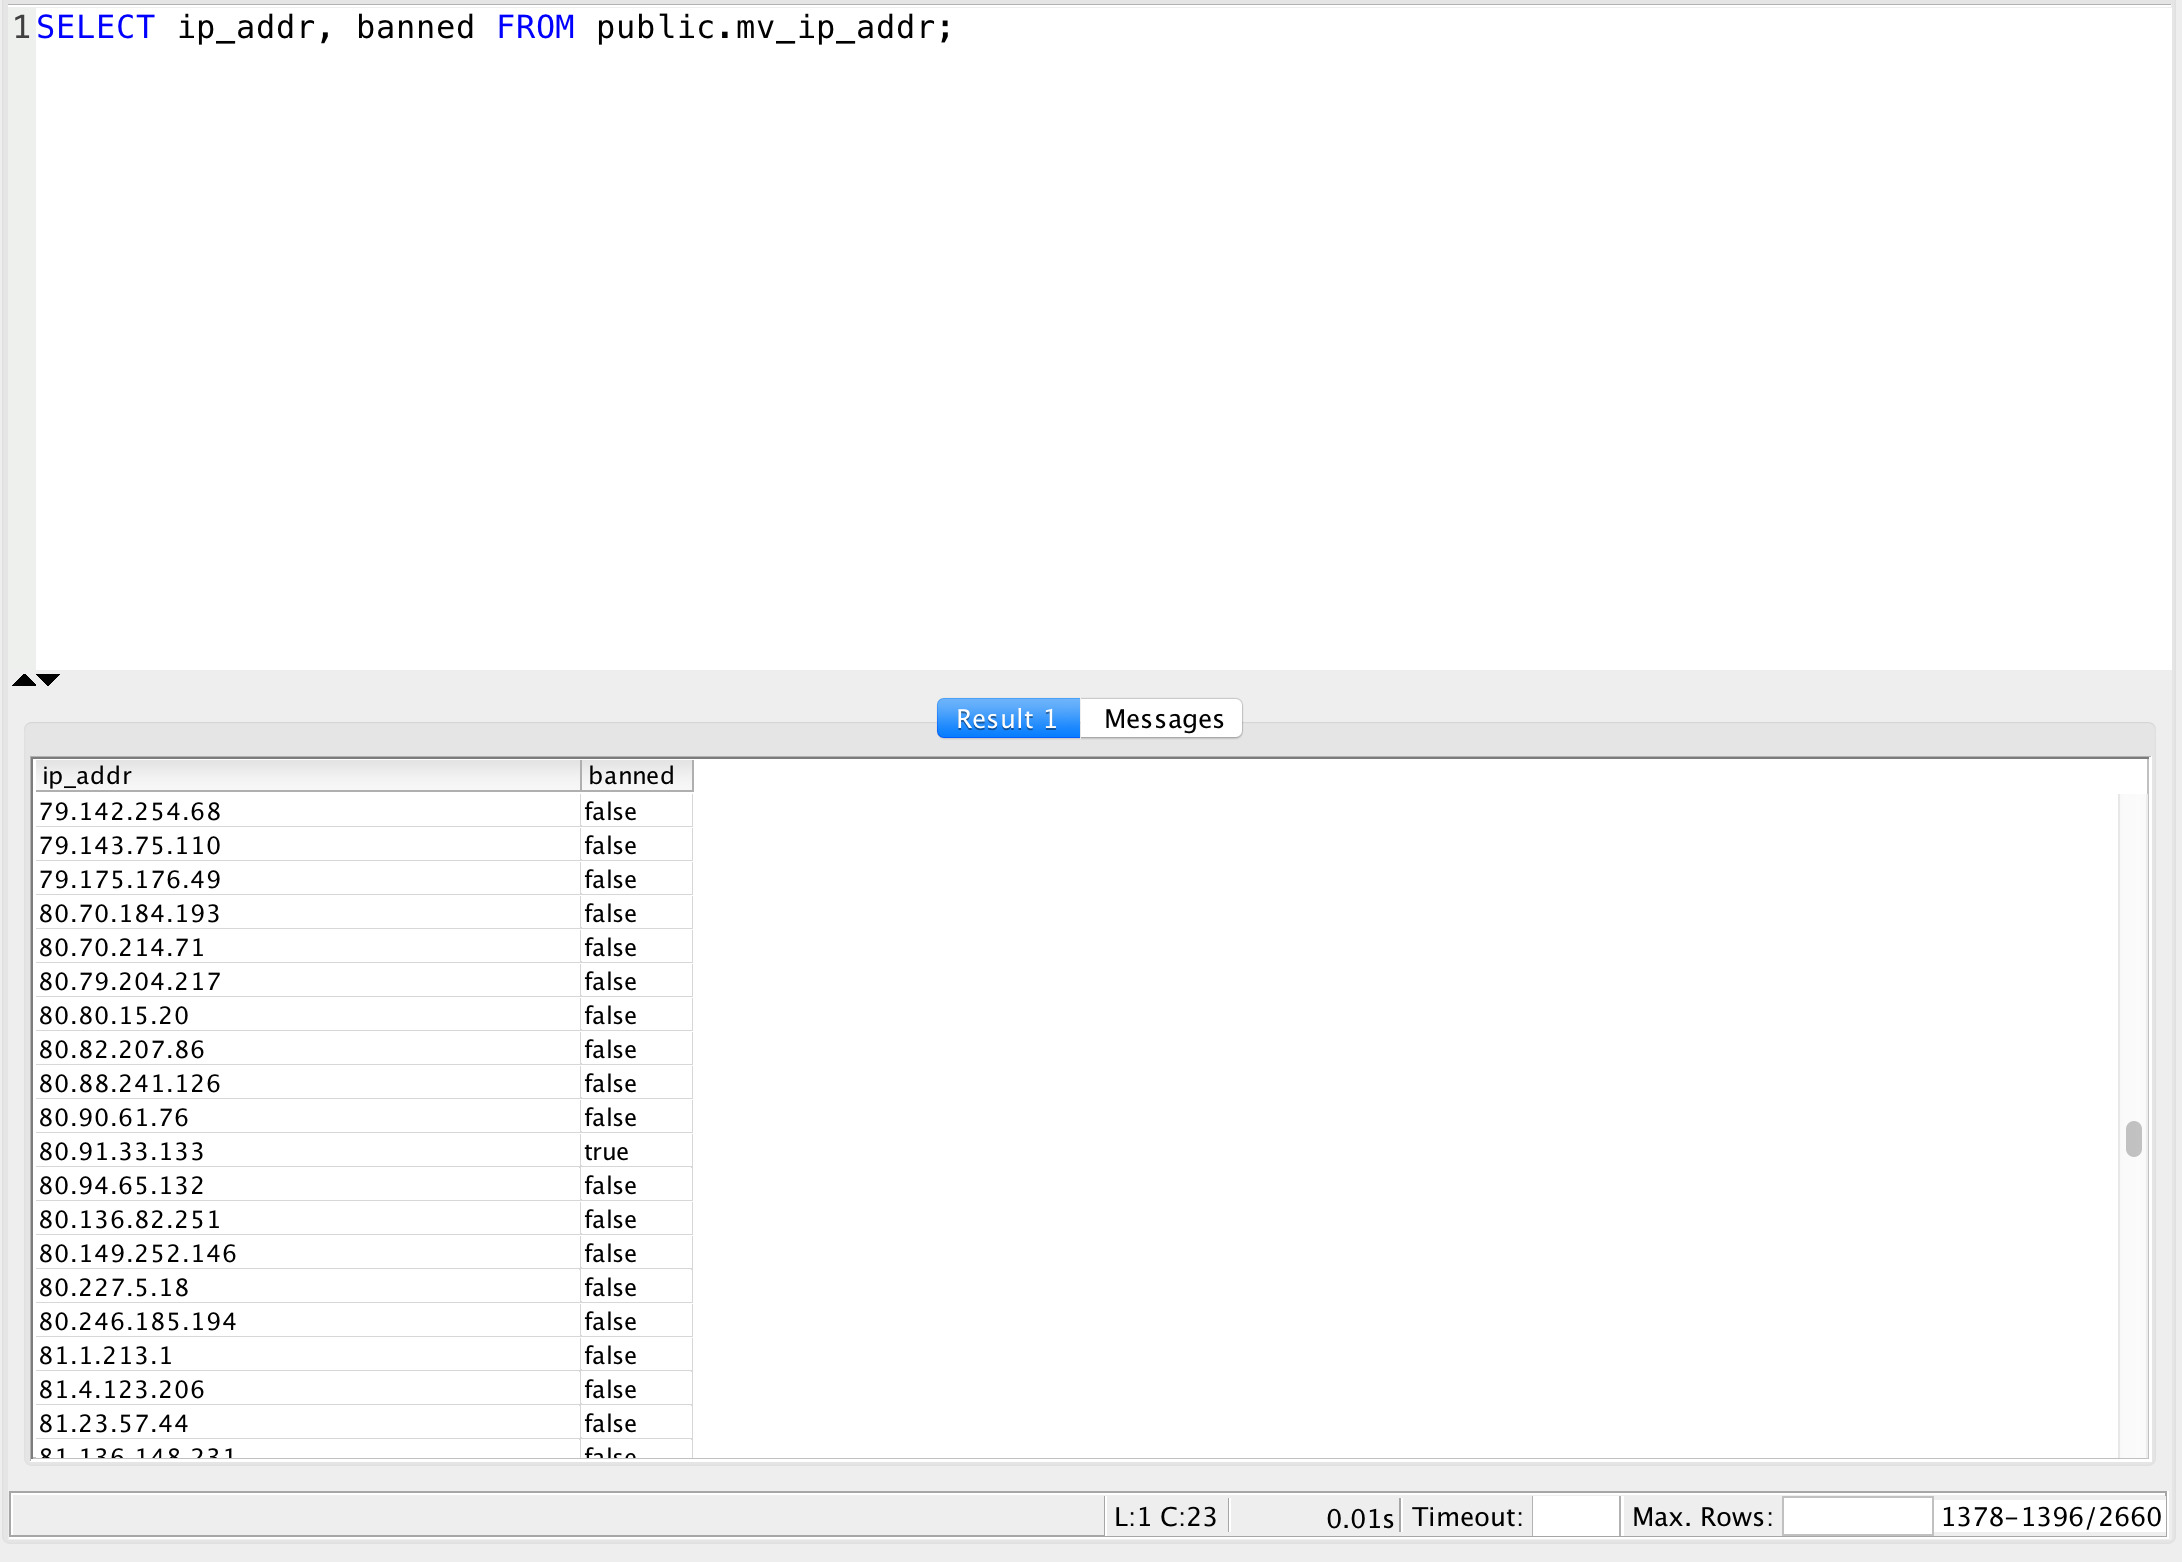 1 SELECT ip_addr, banned FROM public.mv_ip_addr;
Result 1 Messages
ip_addr banned
79.142.254.68 false
79.143.75.110 false
79.175.176.49 false
80.70.184.193 false
80.70.214.71 false
80.79.204.217 false
80.80.15.20 false
80.82.207.86 false
80.88.241.126 false
80.90.61.76 false
80.91.33.133 true
80.94.65.132 false
80.136.82.251 false
80.149.252.146 false
80.227.5.18 false
80.246.185.194 false
81.1.213.1 false
81.4.123.206 false
81.23.57.44 false
81.136.148.231 false
L:1 C:23 0.01s Timeout: Max. Rows: 1378-1396/2660